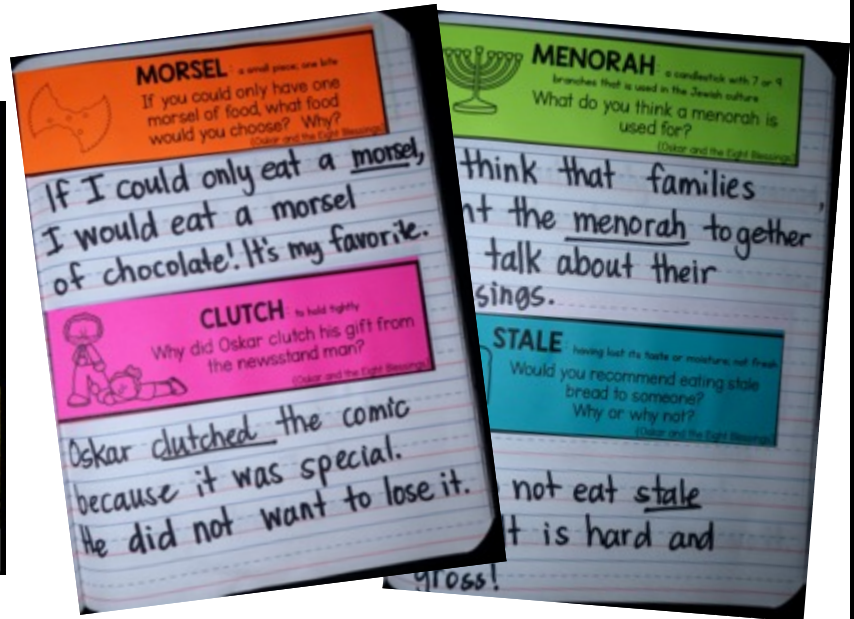 MORSEL: a small piece; one bite
If you could only have one
morsel of food, what food
would you choose? Why?
(Oskar and the Eight Blessings)
If I could only eat a morsel,
I would eat a morsel
of chocolate! It's my favorite.
CLUTCH: to hold tightly
Why did Oskar clutch his gift from
the newsstand man?
(Oskar and the Eight Blessings)
Oskar clutched the comic
because it was special.
He did not want to lose it.
MENORAH: a candlestick with 7 or 9
branches that is used in the Jewish culture
What do you think a menorah is
used for?
(Oskar and the Eight Blessings)
think that families
the menorah together
talk about their
STALE: having lost its taste or moisture; not fresh
Would you recommend eating stale
bread to someone?
Why or why not?
(Oskar and the Eight Blessings)
not eat stale
is hard and
gross!